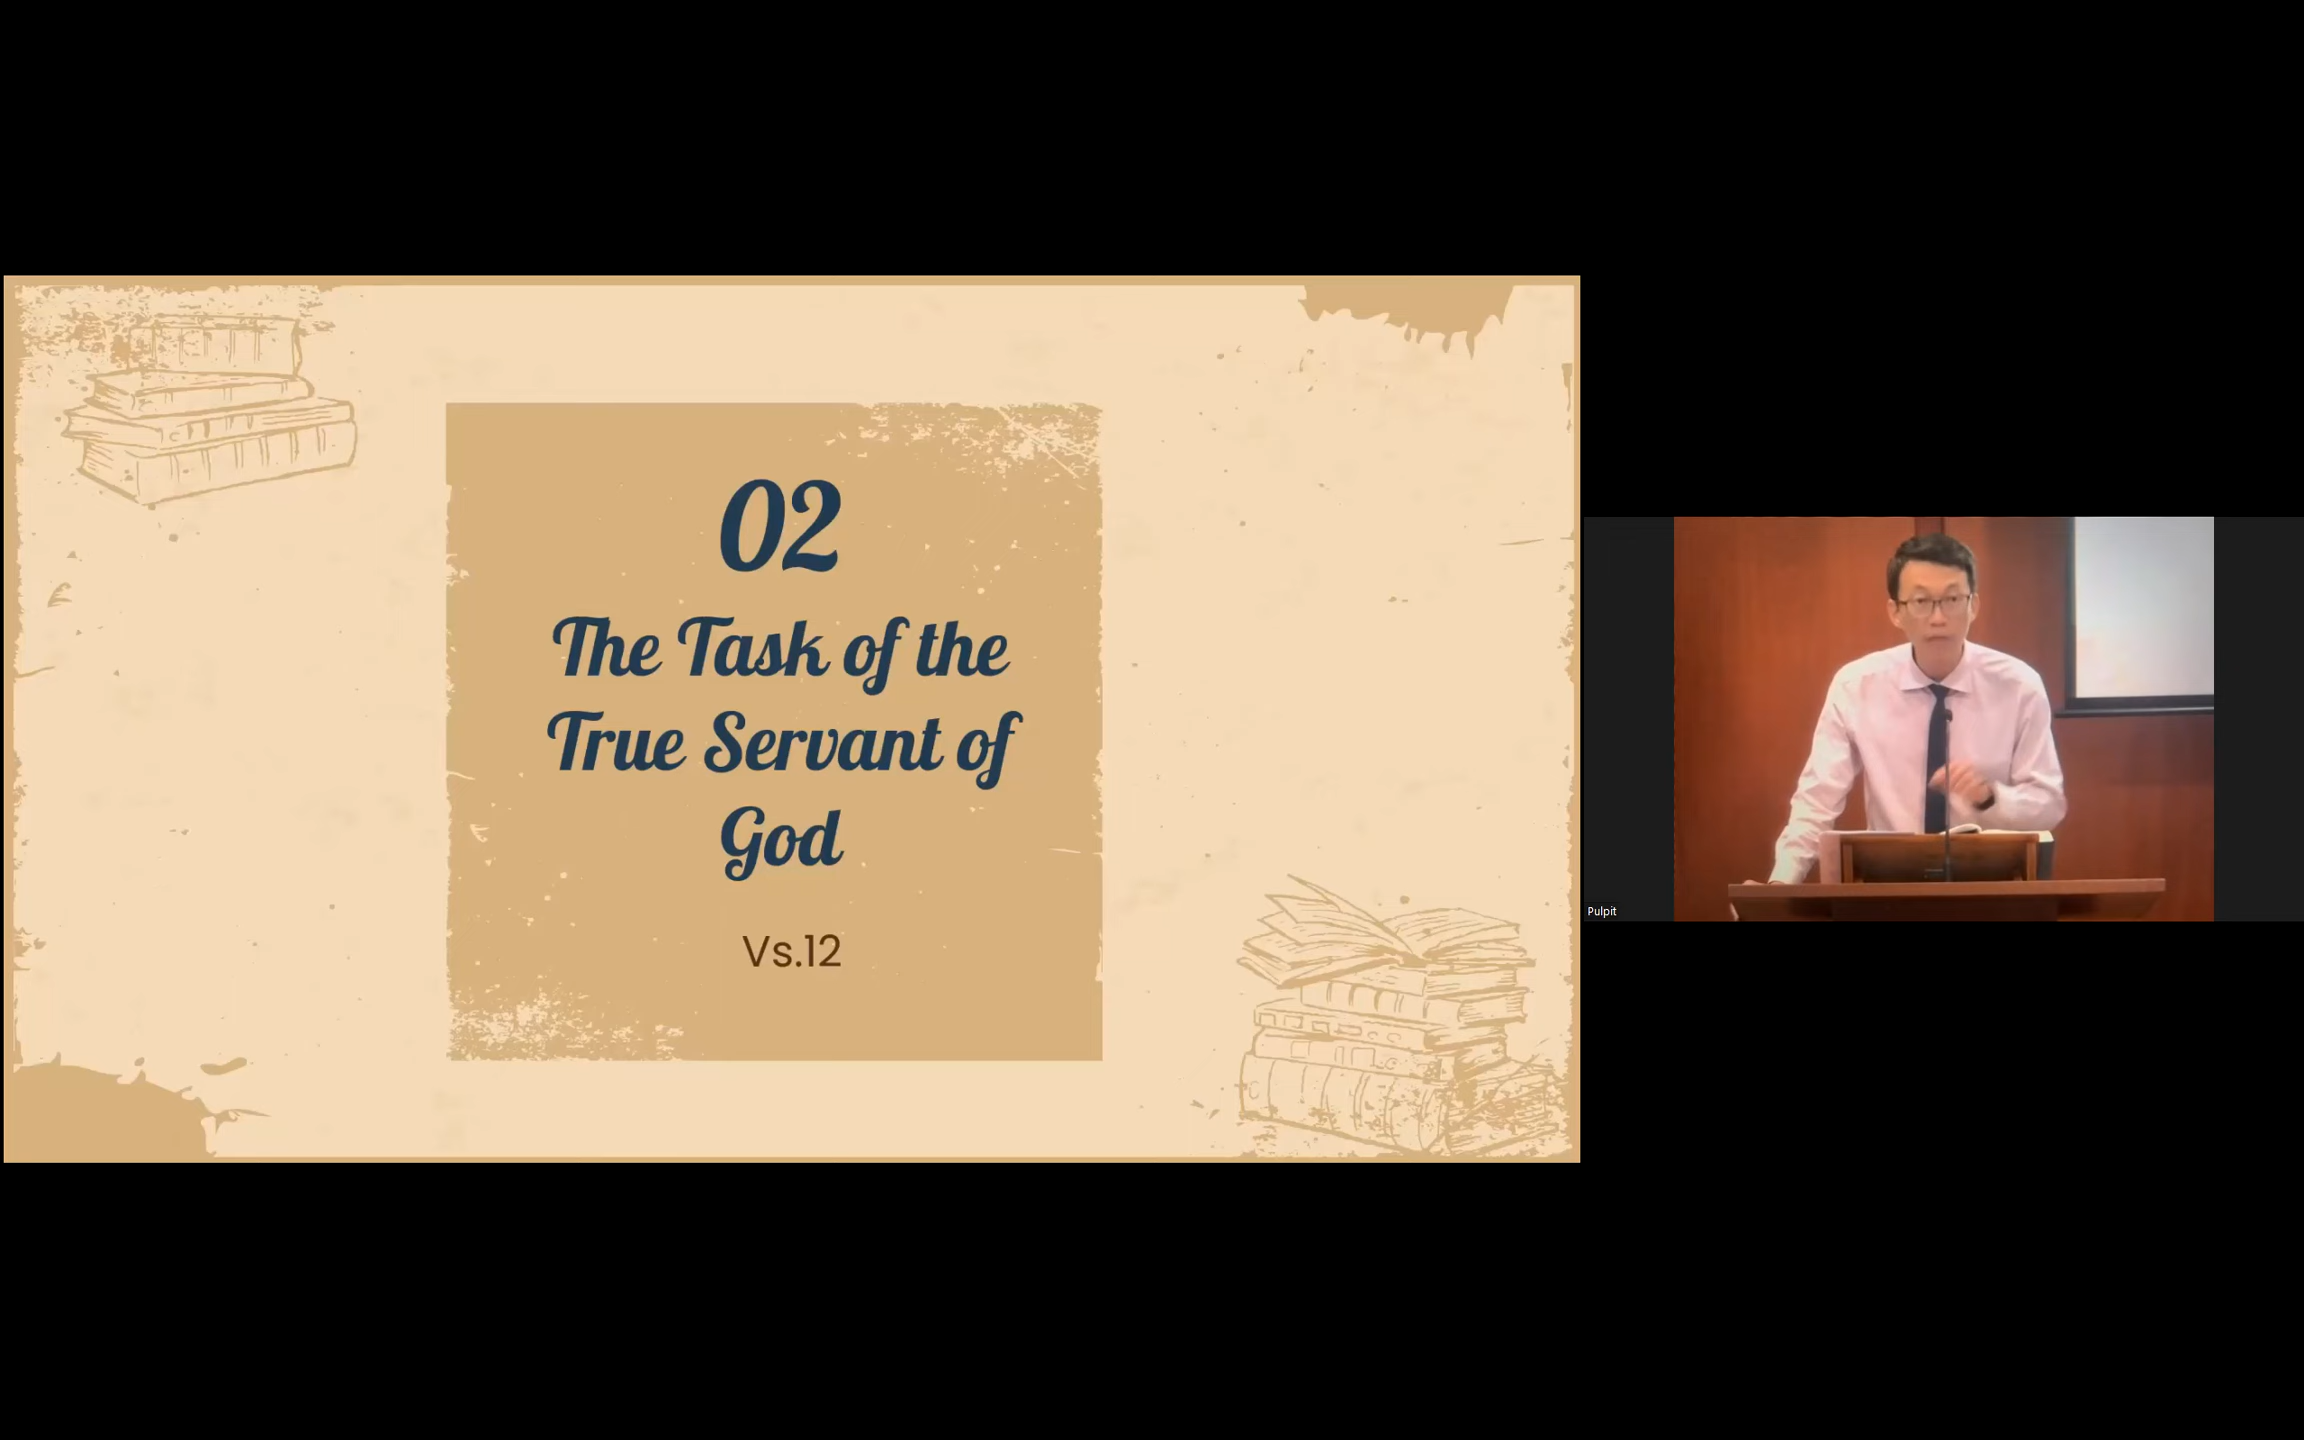 02
The Task of the
True Servant of
God
Vs.12
Pulpit